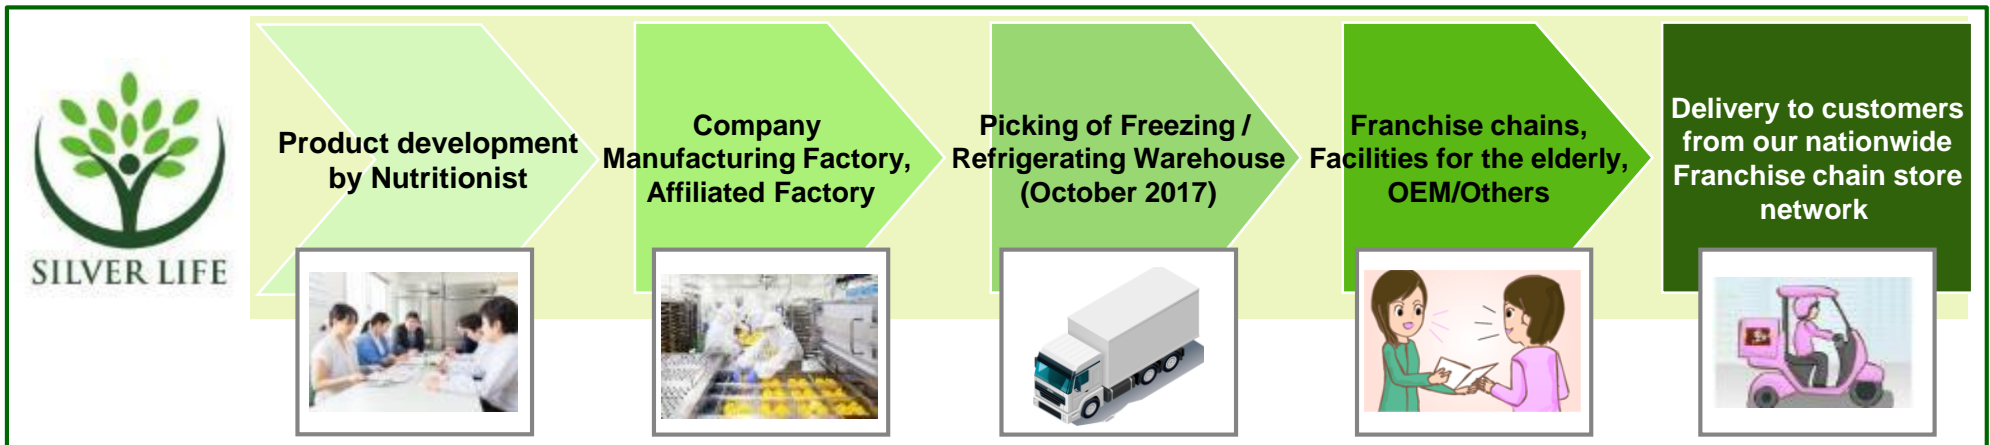 SILVER LIFE
Product development
by Nutritionist
Company
Manufacturing Factory,
Affiliated Factory
Picking of Freezing /
Refrigerating Warehouse
(October 2017)
Franchise chains,
Facilities for the elderly,
OEM/Others
Delivery to customers
from our nationwide
Franchise chain store
network